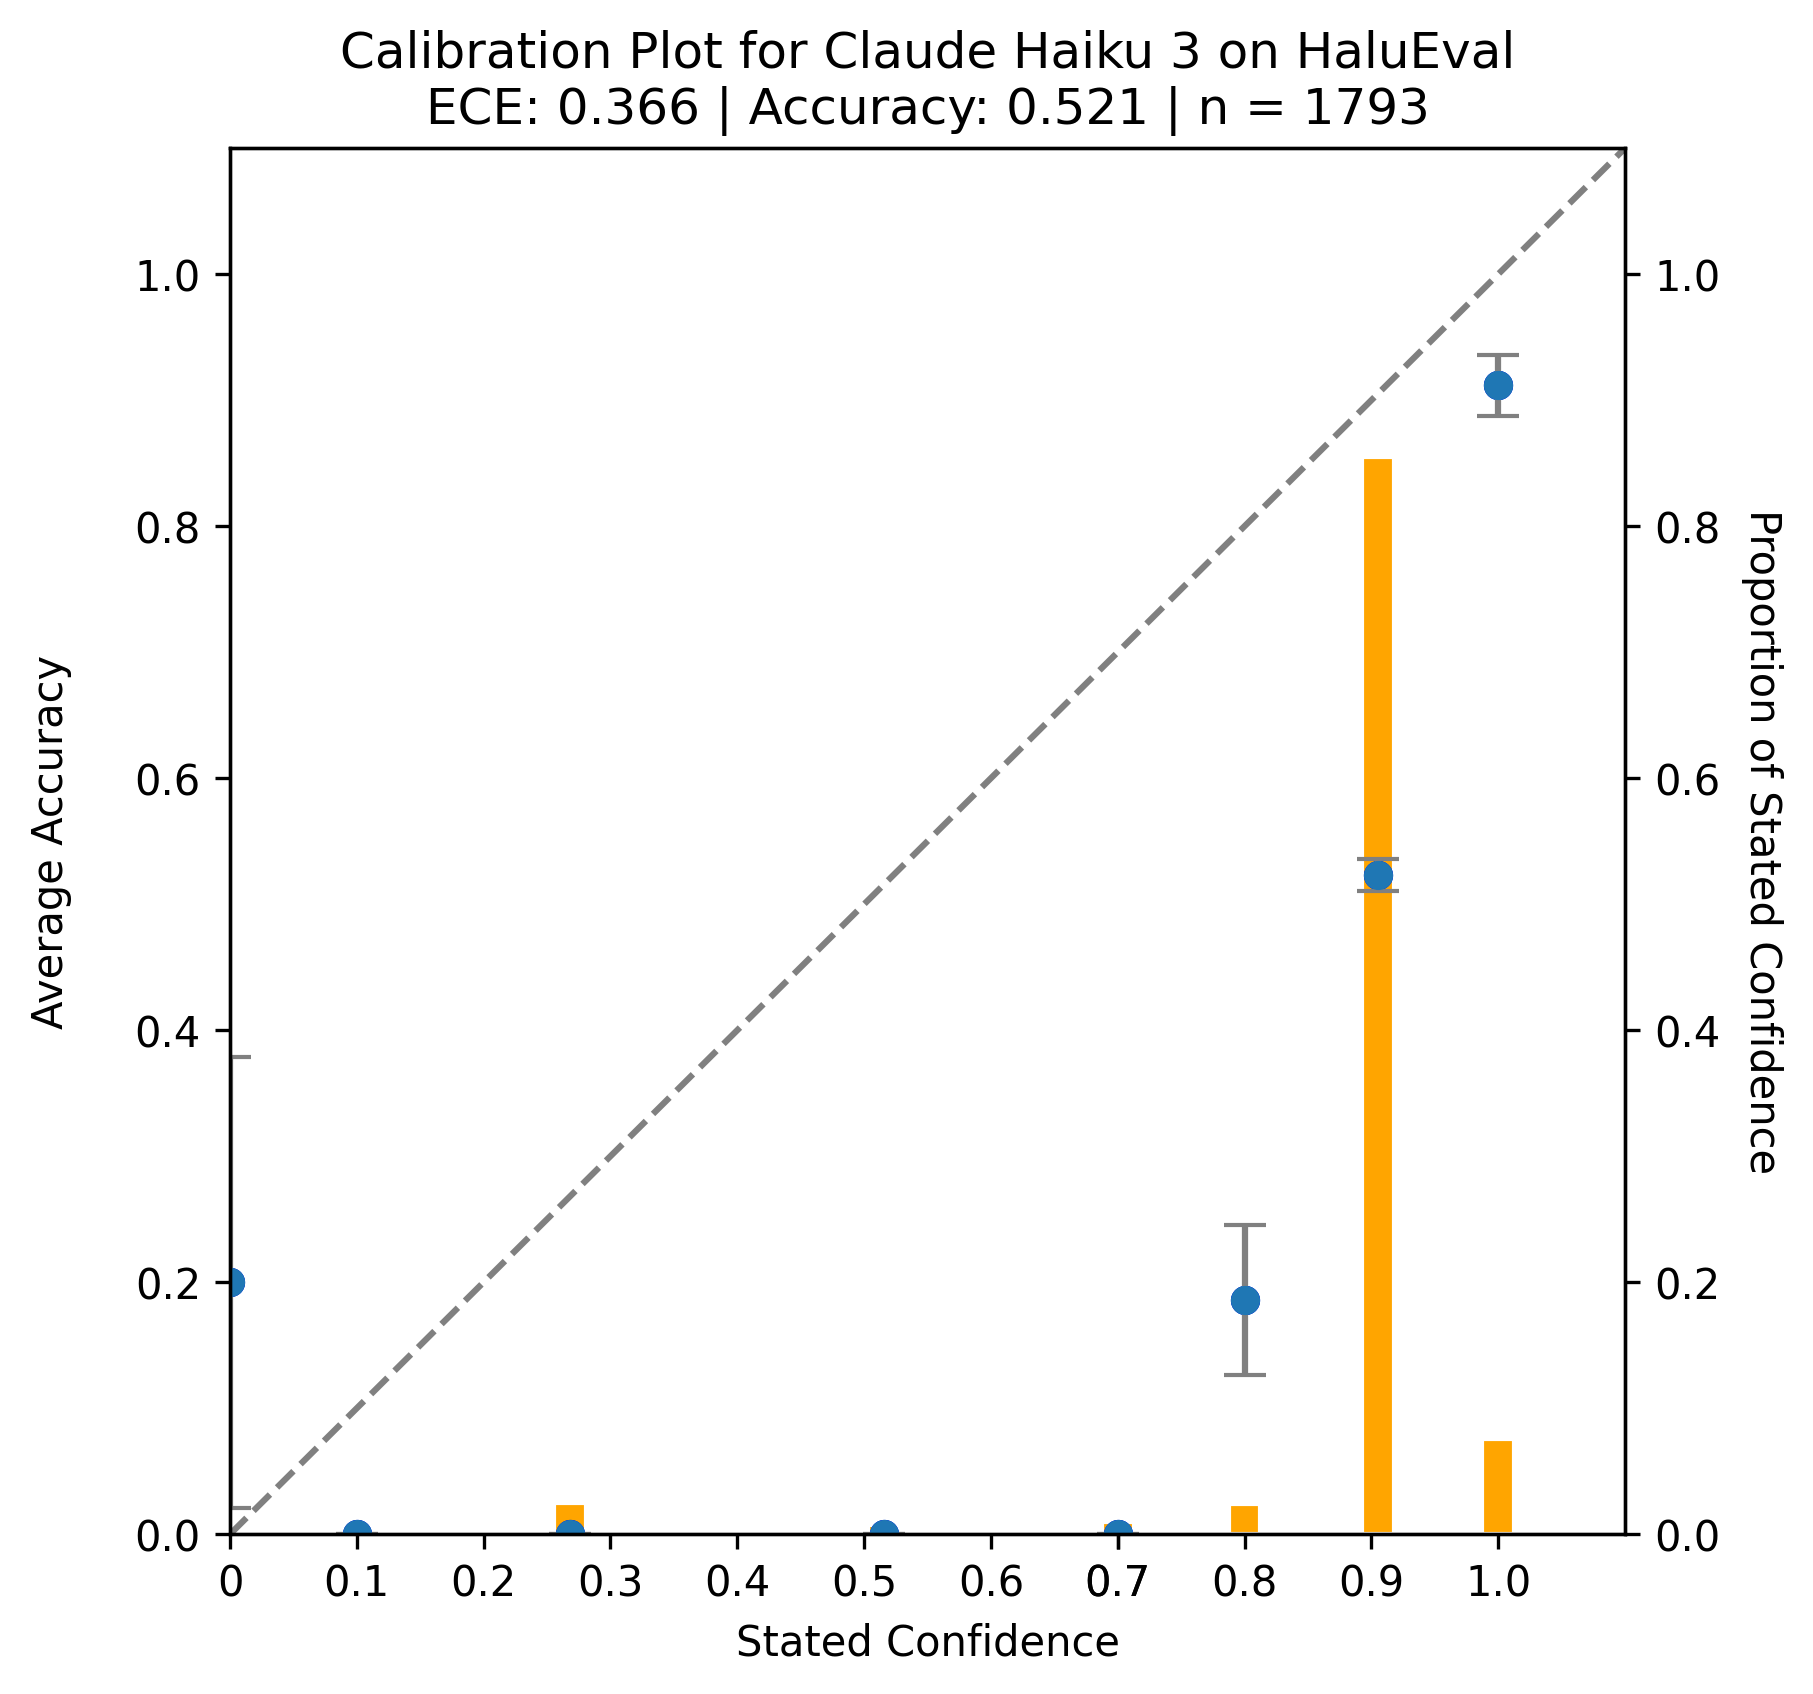 Calibration Plot for Claude Haiku 3 on HaluEval
ECE: 0.366 | Accuracy: 0.521 | n = 1793
Average Accuracy
1.0
0.8
0.6
0.4
0.2
0.0
0 0.1 0.2 0.3 0.4 0.5 0.6 0.7 0.8 0.9 1.0
Stated Confidence
1.0
0.8
0.6
0.4
0.2
0.0
Proportion of Stated Confidence